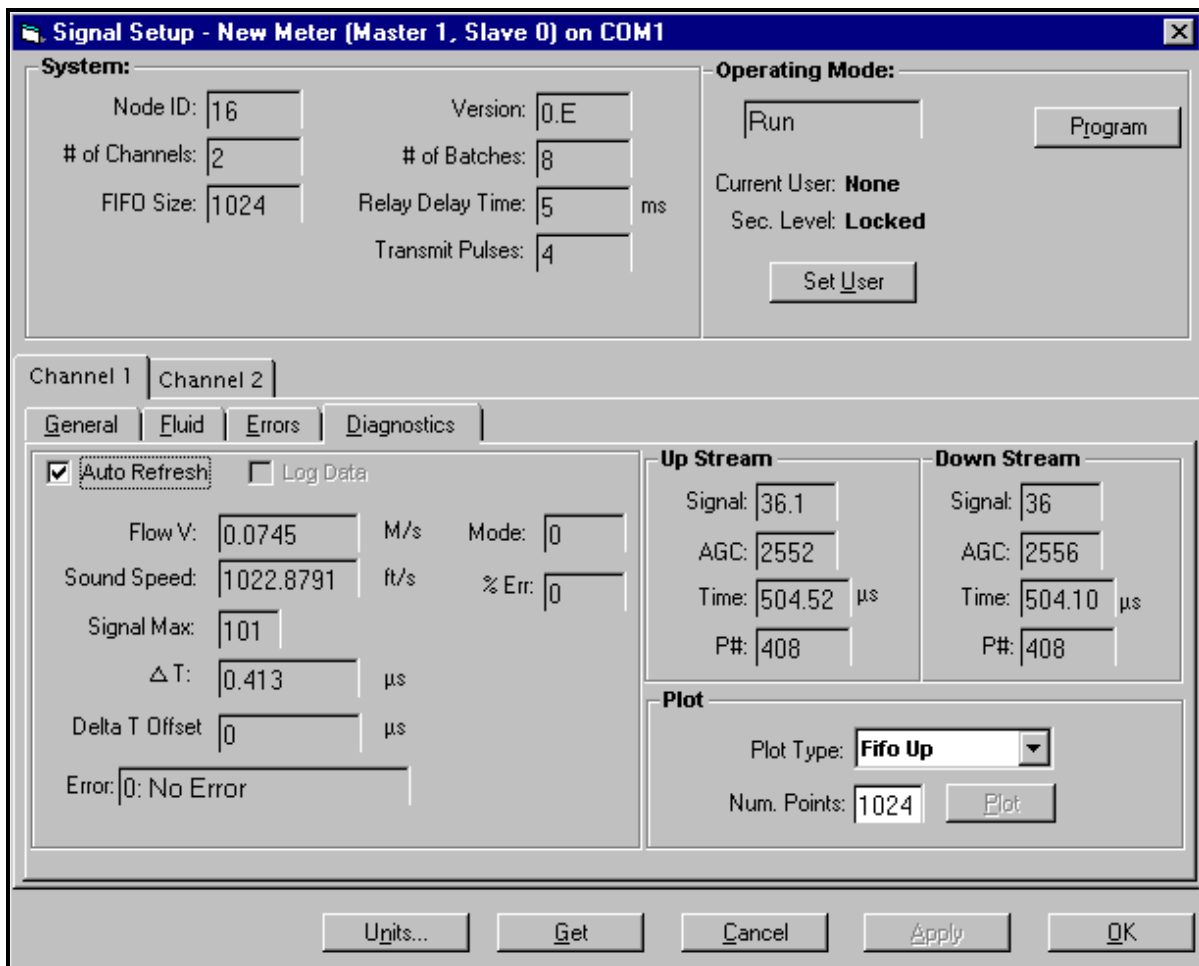 Signal Setup - New Meter (Master 1, Slave 0) on COM1
System:
Node ID: 16
Version: 0.E
# of Channels: 2
# of Batches: 8
FIFO Size: 1024
Relay Delay Time: 5 ms
Transmit Pulses: 4
Operating Mode:
Run
Program
Current User: None
Sec. Level: Locked
Set User
Channel 1
Channel 2
General
Fluid
Errors
Diagnostics
Auto Refresh
Log Data
Flow V: 0.0745 M/s
Mode: 0
Sound Speed: 1022.8791 ft/s
% Err: 0
Signal Max: 101
Δ T: 0.413 µs
Delta T Offset 0 µs
Error: 0: No Error
Up Stream
Signal: 36.1
AGC: 2552
Time: 504.52 µs
P#: 408
Down Stream
Signal: 36
AGC: 2556
Time: 504.10 µs
P#: 408
Plot
Plot Type: Fifo Up
Num. Points: 1024
Plot
Units...
Get
Cancel
Apply
OK